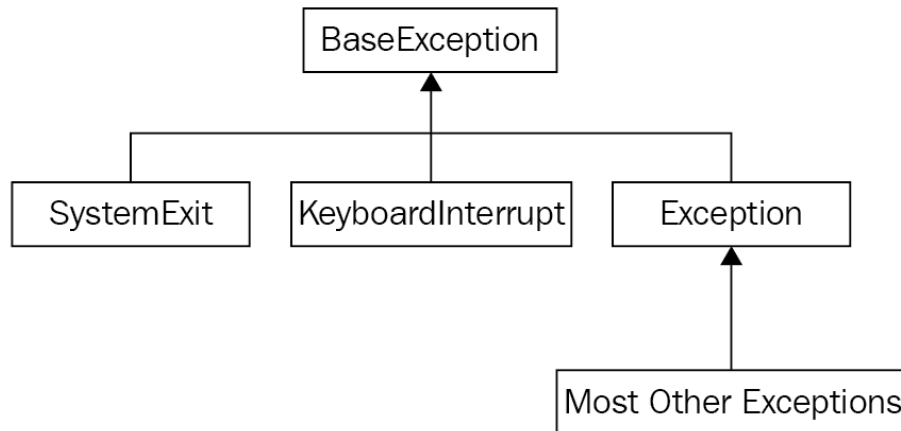 BaseException
SystemExit
KeyboardInterrupt
Exception
Most Other Exceptions